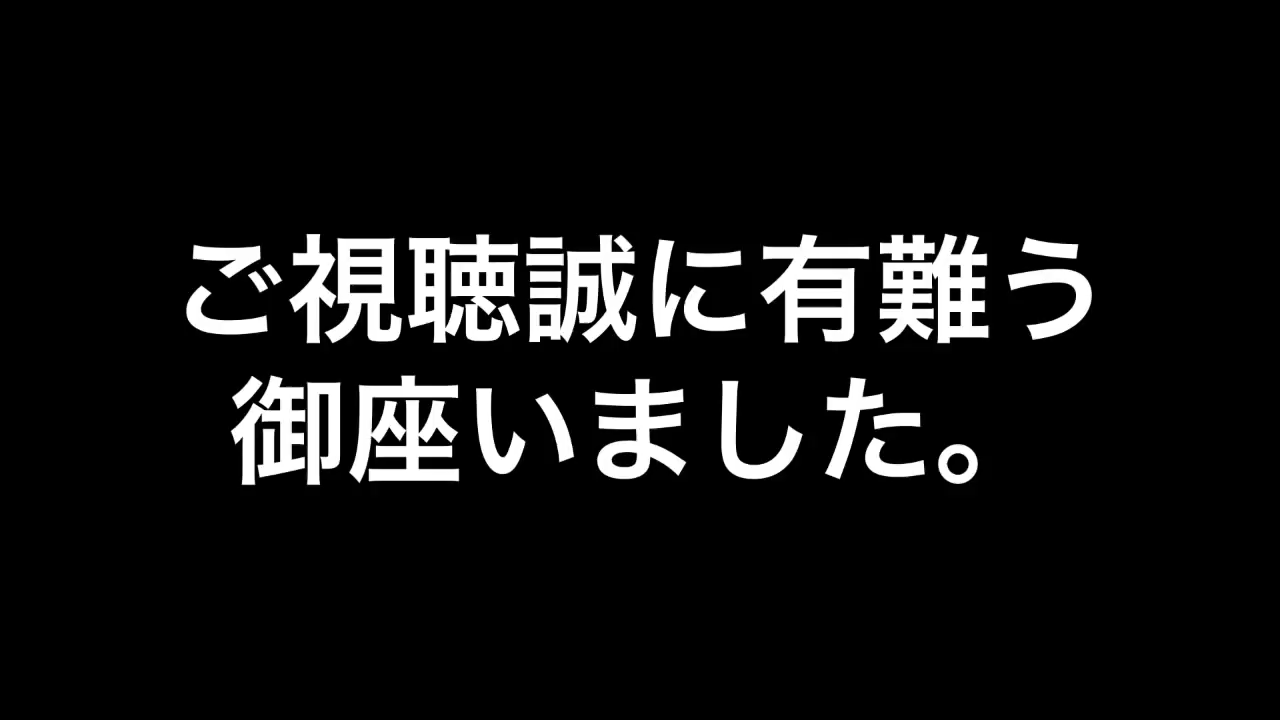 ご視聴誠に有難う
御座いました。